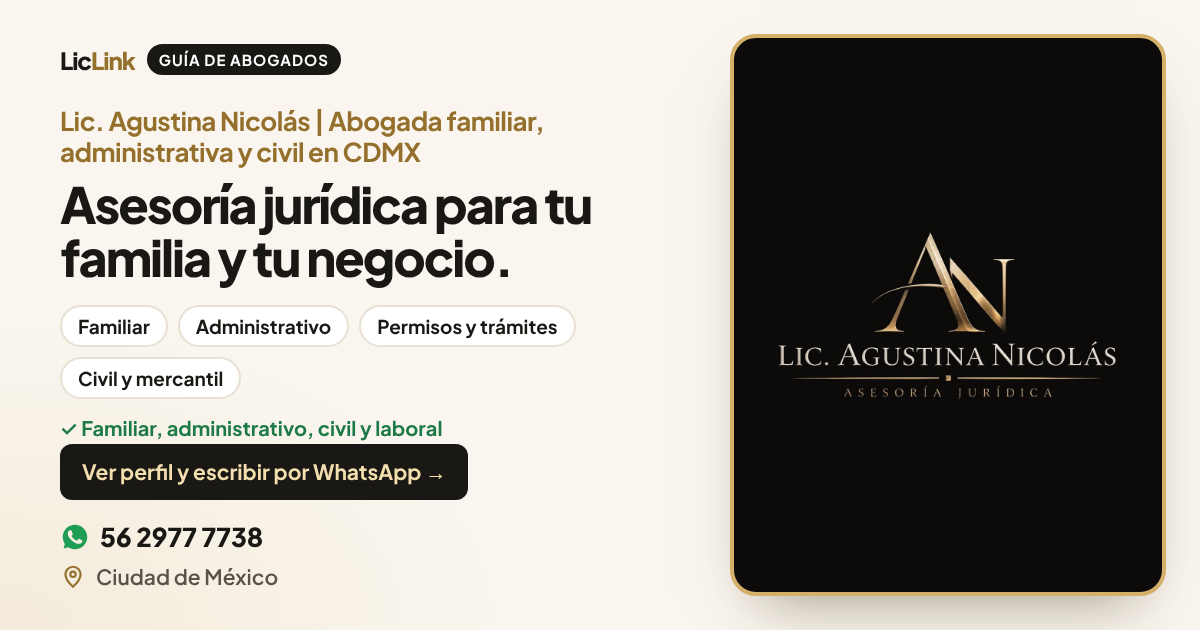 LicLink GUÍA DE ABOGADOS
Lic. Agustina Nicolás | Abogada familiar,
administrativa y civil en CDMX
Asesoría jurídica para tu
familia y tu negocio.
Familiar Administrativo Permisos y trámites
Civil y mercantil
✓ Familiar, administrativo, civil y laboral
Ver perfil y escribir por WhatsApp →
56 2977 7738
Ciudad de México
AN
LIC. AGUSTINA NICOLÁS
ASESORÍA JURÍDICA